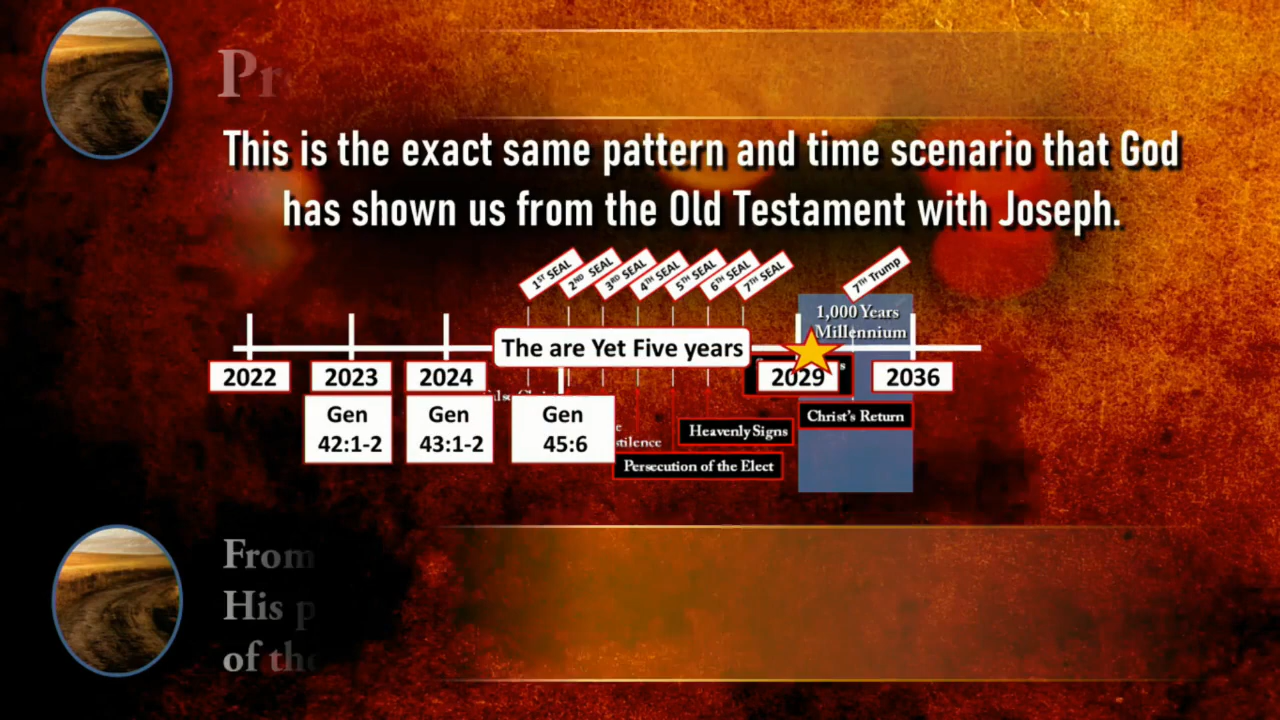 This is the exact same pattern and time scenario that God
has shown us from the Old Testament with Joseph.
1ST SEAL
2ND SEAL
3RD SEAL
4TH SEAL
5TH SEAL
6TH SEAL
7TH SEAL
7TH Trump
1,000 Years
Millennium
The are Yet Five years
2022
2023
2024
2029
2036
Gen
42:1-2
Gen
43:1-2
Gen
45:6
Christ's Return
Heavenly Signs
Persecution of the Elect
From
His
of